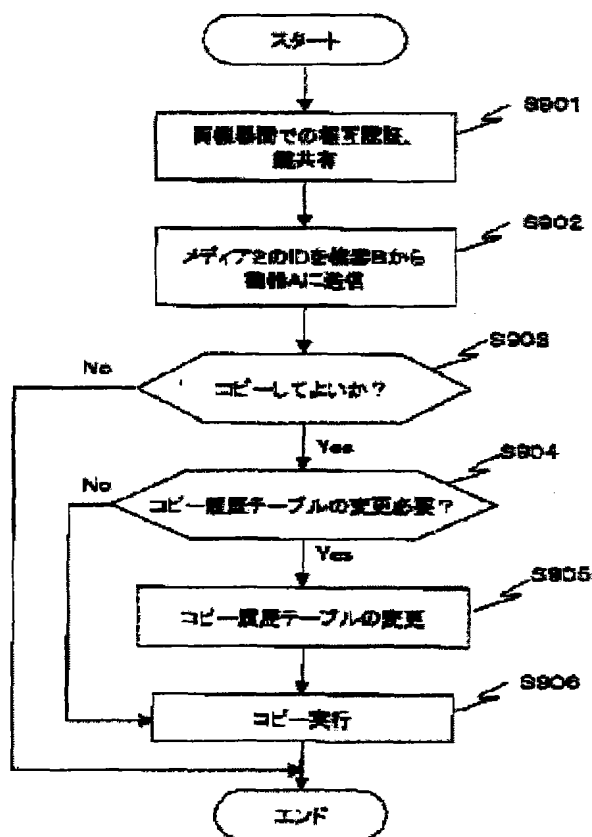 スタート
S901
両機器間での相互認証、
鍵共有
S902
メディア2のIDを機器Bから
機器Aに送信
S903
No
コピーしてよいか？
Yes
S904
No
コピー履歴テーブルの変更必要？
Yes
S905
コピー履歴テーブルの変更
S906
コピー実行
エンド